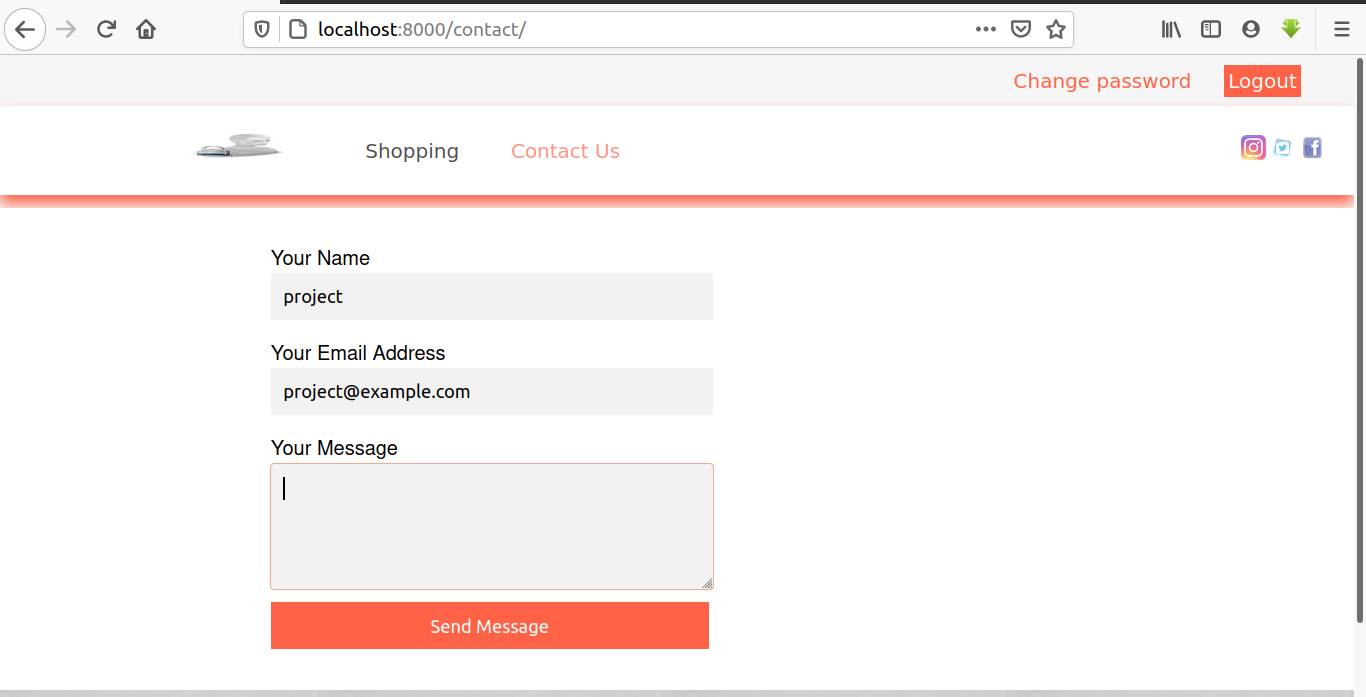 localhost:8000/contact/
Change password Logout
Shopping Contact Us
Your Name
project
Your Email Address
project@example.com
Your Message
Send Message